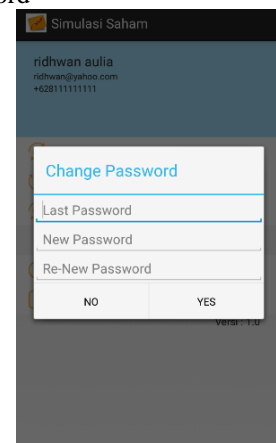 Simulasi Saham
ridhwan aulia
ridhwan@yahoo.com
+628111111111
Change Password
Last Password
New Password
Re-New Password
NO YES
Versi : 1.0